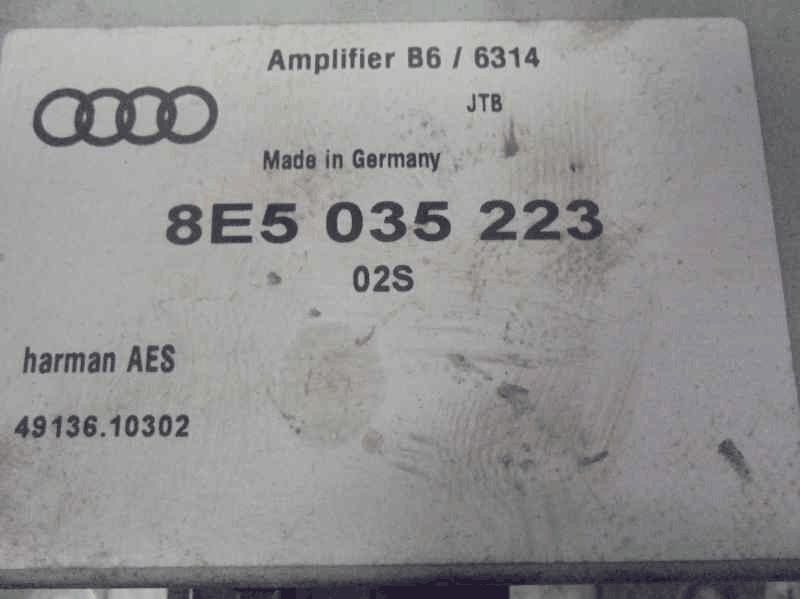 Amplifier B6 / 6314
JTB
Made in Germany
8E5 035 223
02S
harman AES
49136.10302